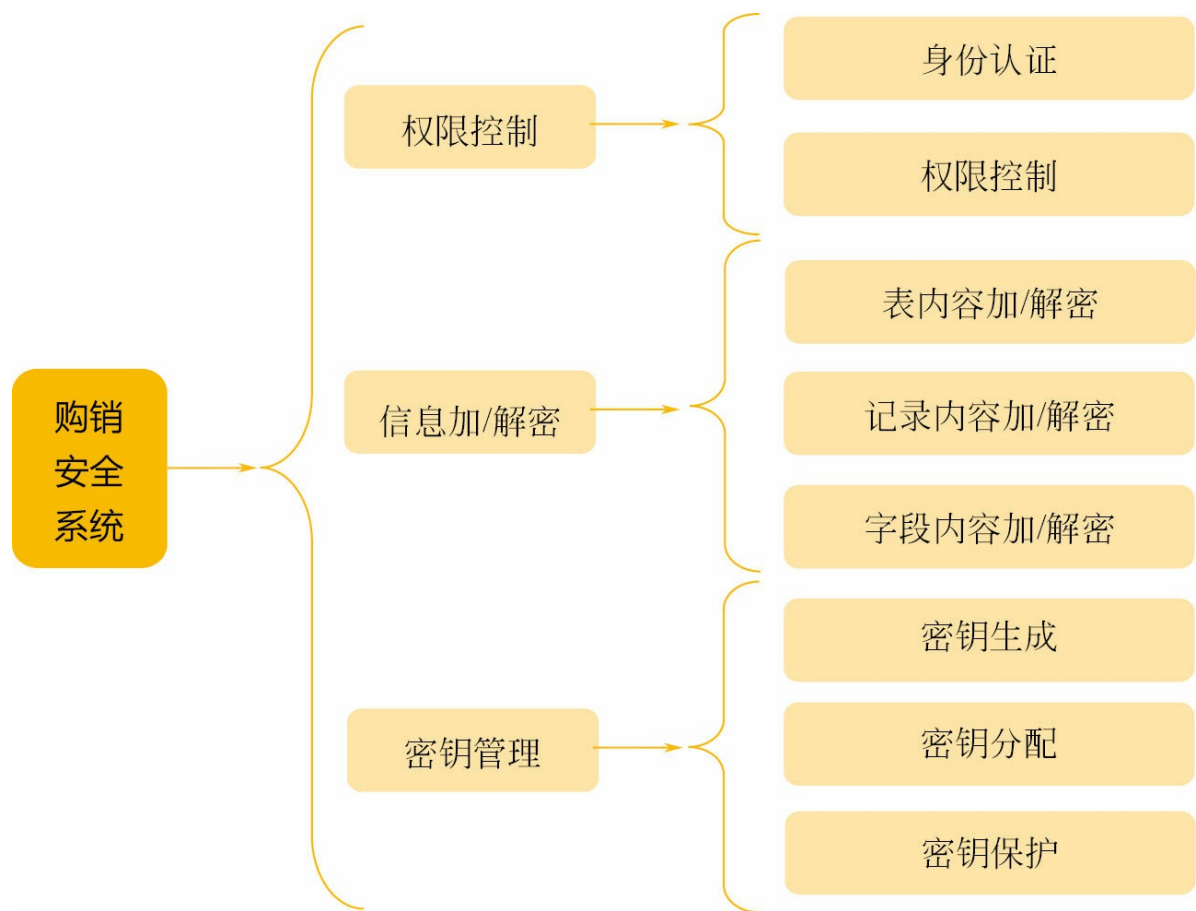 购销
安全
系统
权限控制
身份认证
权限控制
信息加/解密
表内容加/解密
记录内容加/解密
字段内容加/解密
密钥管理
密钥生成
密钥分配
密钥保护